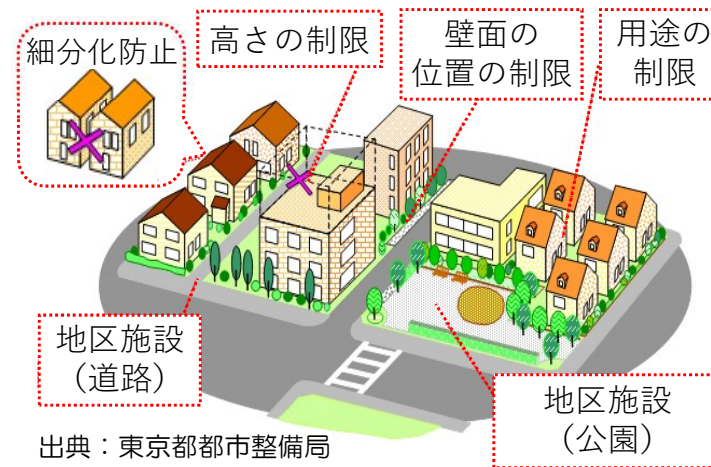 細分化防止
高さの制限
壁面の
位置の制限
用途の
制限
地区施設
（道路）
地区施設
（公園）
出典：東京都都市整備局